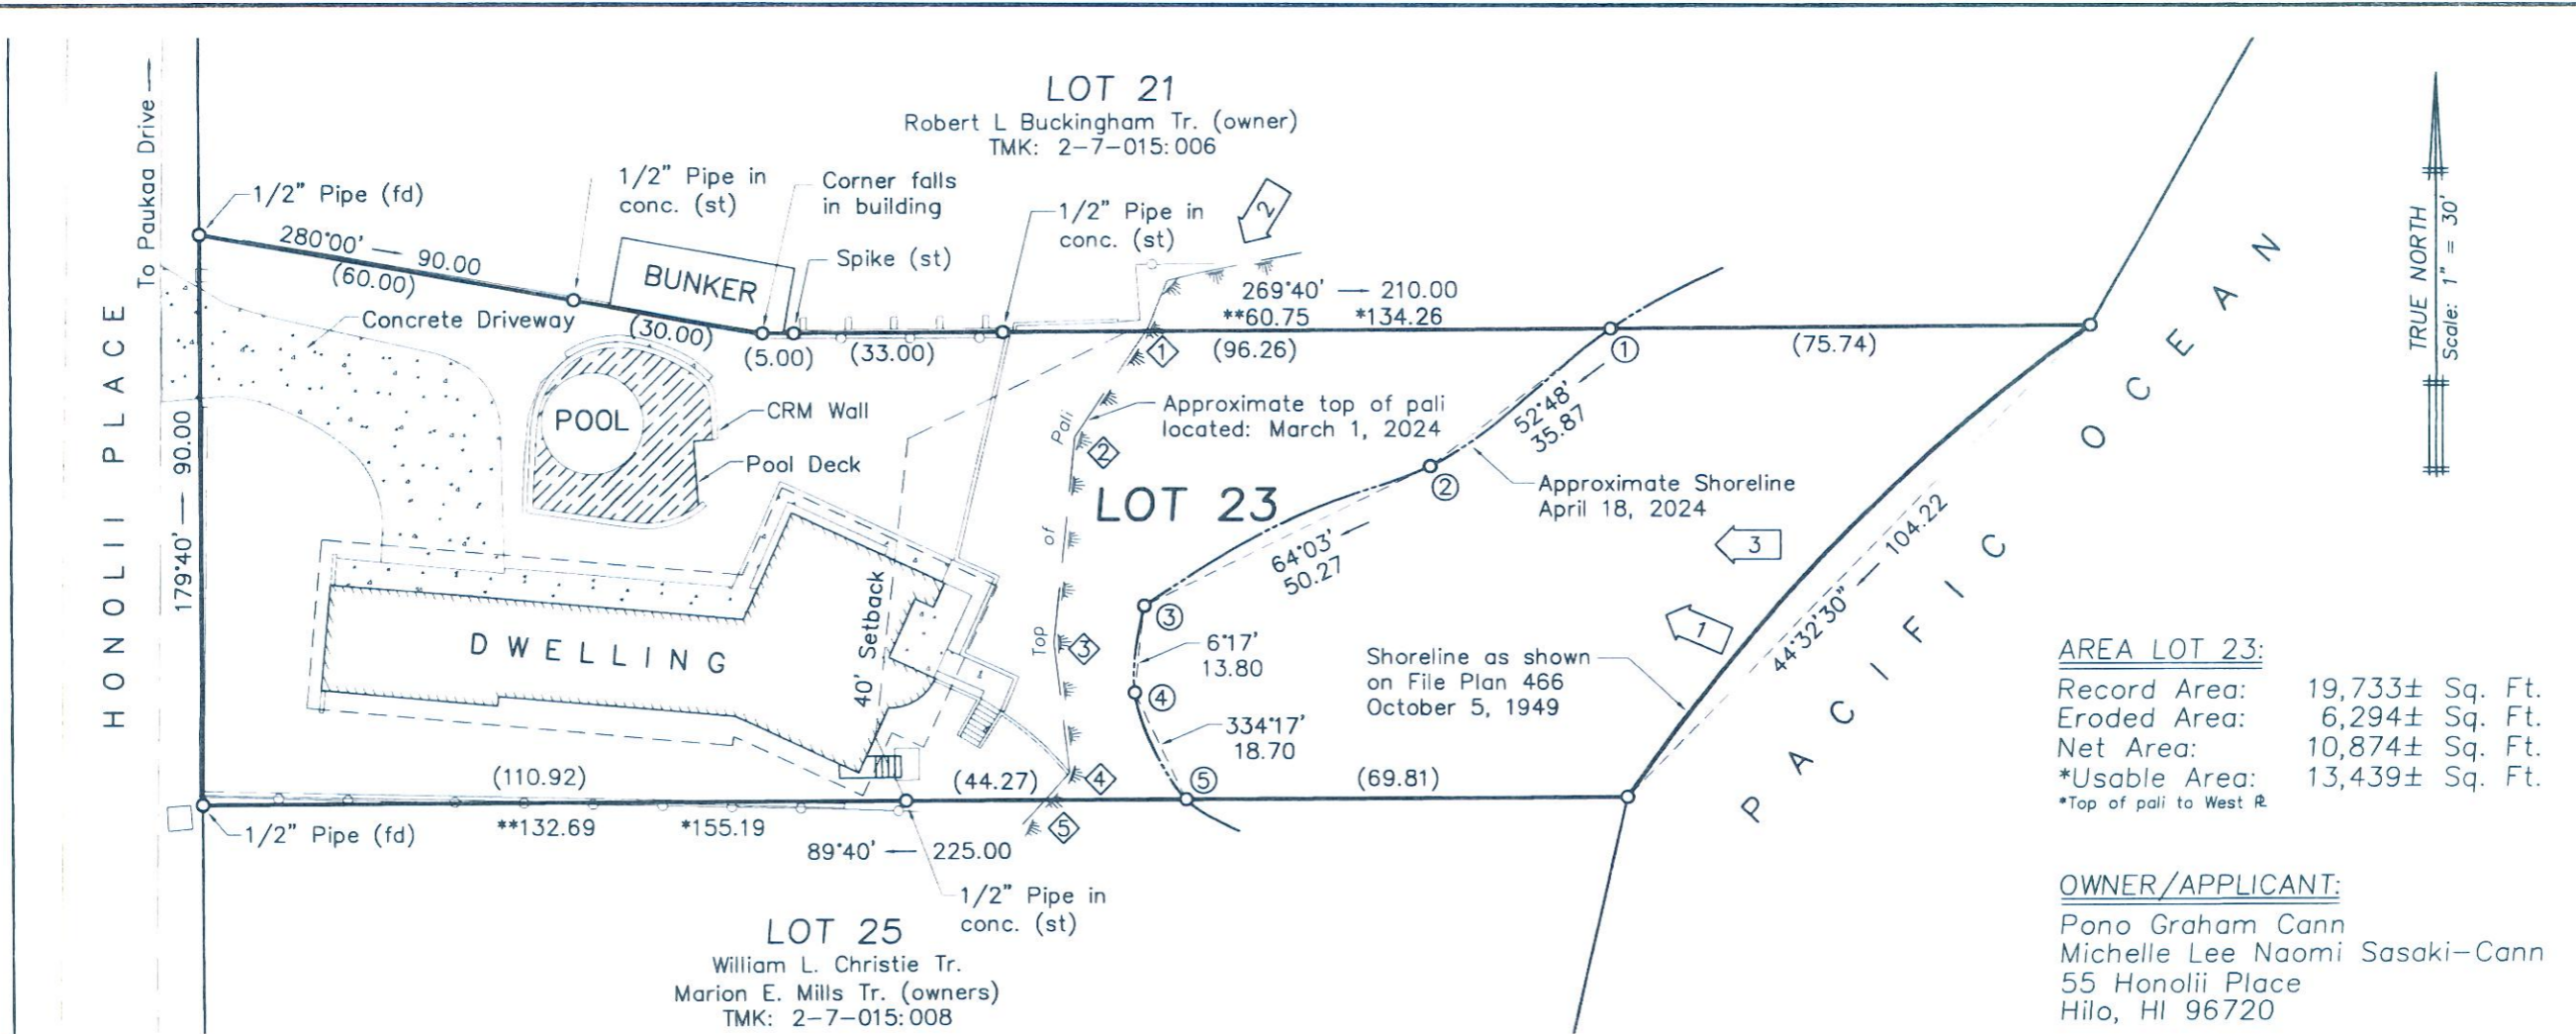 LOT 21
Robert L Buckingham Tr. (owner)
TMK: 2-7-015:006
To Paukaa Drive
HONOLII PLACE
1/2" Pipe (fd)
1/2" Pipe in
conc. (st)
Corner falls
in building
Spike (st)
1/2" Pipe in
conc. (st)
2
280°00' — 90.00
(60.00)
BUNKER
(30.00)
(5.00)
(33.00)
269°40' — 210.00
**60.75 *134.26
(96.26)
(75.74)
1
1
TRUE NORTH
Scale: 1" = 30'
Concrete Driveway
POOL
CRM Wall
Pool Deck
Approximate top of pali
located: March 1, 2024
52°48'
35.87
2
2
Approximate Shoreline
April 18, 2024
Top of Pali
LOT 23
64°03'
50.27
3
44°32'30" 104.22
PACIFIC OCEAN
179°40' — 90.00
DWELLING
40' Setback
3
3
6°17'
13.80
4
334°17'
18.70
1
Shoreline as shown
on File Plan 466
October 5, 1949
(110.92)
(44.27)
4
5
(69.81)
5
1/2" Pipe (fd)
**132.69 *155.19
89°40' — 225.00
1/2" Pipe in
conc. (st)
LOT 25
William L. Christie Tr.
Marion E. Mills Tr. (owners)
TMK: 2-7-015:008
AREA LOT 23:
Record Area: 19,733± Sq. Ft.
Eroded Area: 6,294± Sq. Ft.
Net Area: 10,874± Sq. Ft.
*Usable Area: 13,439± Sq. Ft.
*Top of pali to West ⅊
OWNER/APPLICANT:
Pono Graham Cann
Michelle Lee Naomi Sasaki-Cann
55 Honolii Place
Hilo, HI 96720